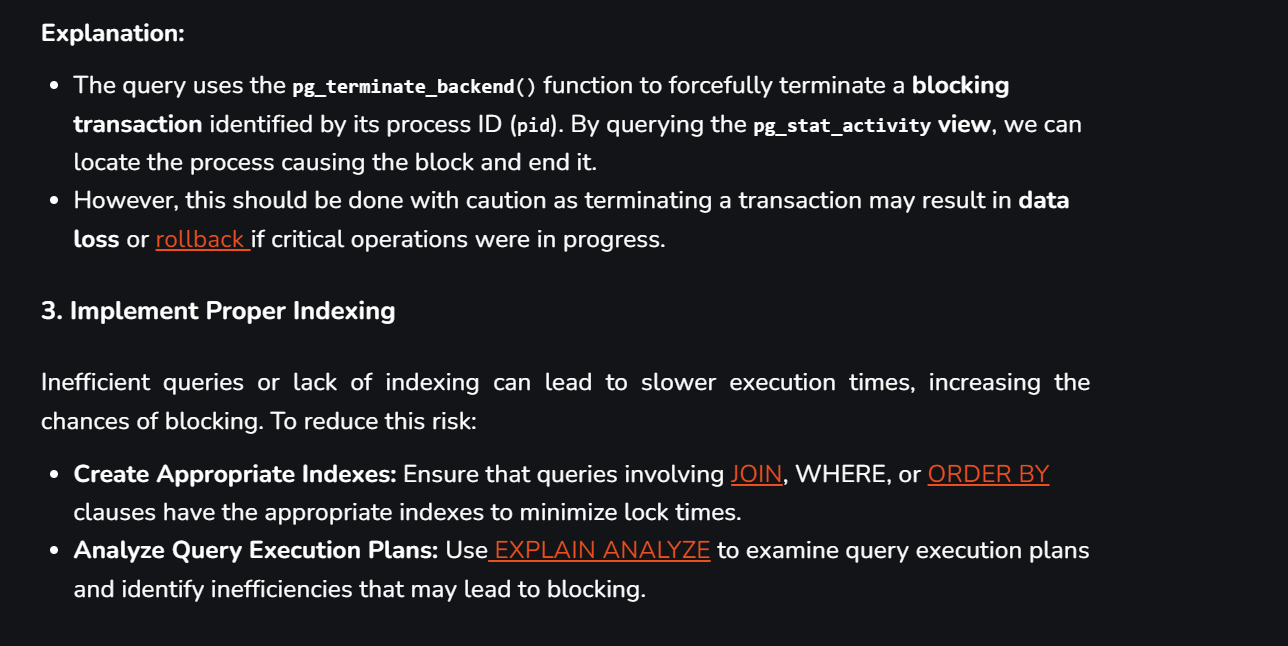 Explanation:
• The query uses the pg_terminate_backend() function to forcefully terminate a blocking
transaction identified by its process ID (pid). By querying the pg_stat_activity view, we can
locate the process causing the block and end it.
• However, this should be done with caution as terminating a transaction may result in data
loss or rollback if critical operations were in progress.
3. Implement Proper Indexing
Inefficient queries or lack of indexing can lead to slower execution times, increasing the
chances of blocking. To reduce this risk:
• Create Appropriate Indexes: Ensure that queries involving JOIN, WHERE, or ORDER BY
clauses have the appropriate indexes to minimize lock times.
• Analyze Query Execution Plans: Use EXPLAIN ANALYZE to examine query execution plans
and identify inefficiencies that may lead to blocking.